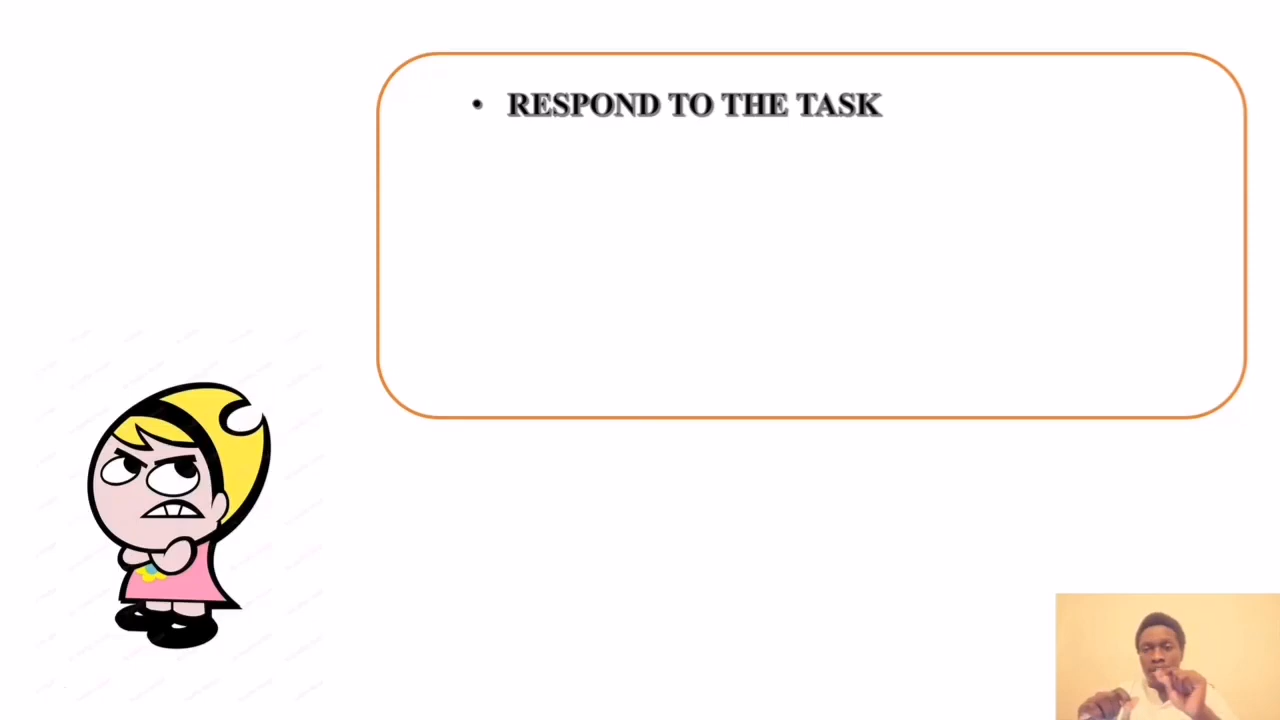 • RESPOND TO THE TASK